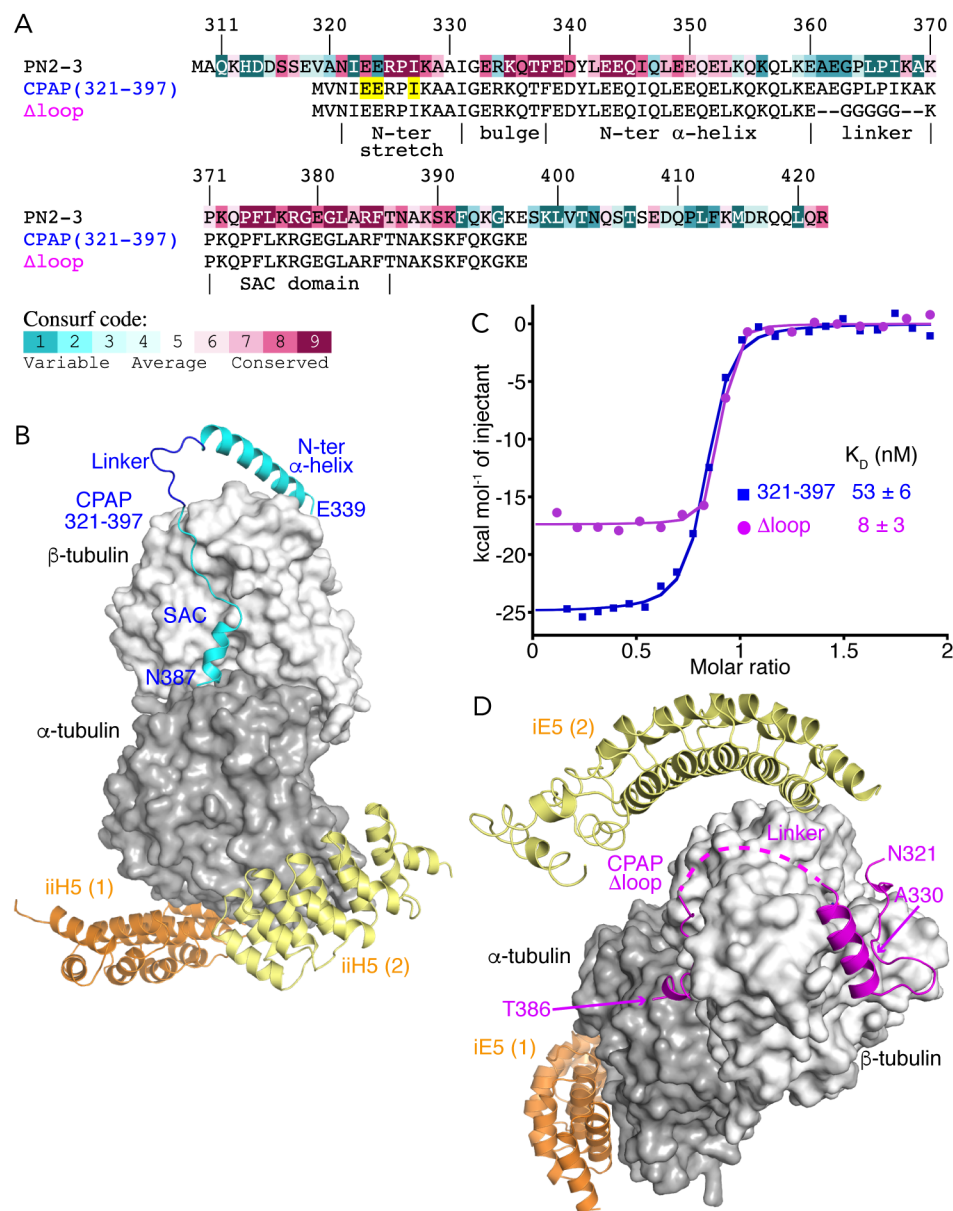 A
311 320 330 340 350 360 370
PN2-3 MAQKHDDSSEVANIEERPIKAAIGERKQTFEDYLEEQIQLEEQELKQKQLKEAEGPLPIKAK
CPAP(321-397) MVNIEERPIKAAIGERKQTFEDYLEEQIQLEEQELKQKQLKEAEGPLPIKAK
Δloop MVNIEERPIKAAIGERKQTFEDYLEEQIQLEEQELKQKQLKE--GGGGG--K
N-ter stretch | bulge | N-ter α-helix | linker
371 380 390 400 410 420
PN2-3 PKQPFLKRGEGLARFTNAKSKFQKGKESKLVTNQSTSEDQPLFKMDRQQLQR
CPAP(321-397) PKQPFLKRGEGLARFTNAKSKFQKGKE
Δloop PKQPFLKRGEGLARFTNAKSKFQKGKE
| SAC domain |
Consurf code:
1 2 3 4 5 6 7 8 9
Variable Average Conserved
B
Linker
N-ter
α-helix
CPAP
321-397
E339
β-tubulin
SAC
N387
α-tubulin
iiH5 (1)
iiH5 (2)
C
0
-5
-10
-15
-20
-25
kcal mol-1 of injectant
KD (nM)
321-397 53 ± 6
Δloop 8 ± 3
0 0.5 1 1.5 2
Molar ratio
D
iE5 (2)
Linker
CPAP
Δloop
N321
A330
α-tubulin
T386
iE5 (1)
β-tubulin